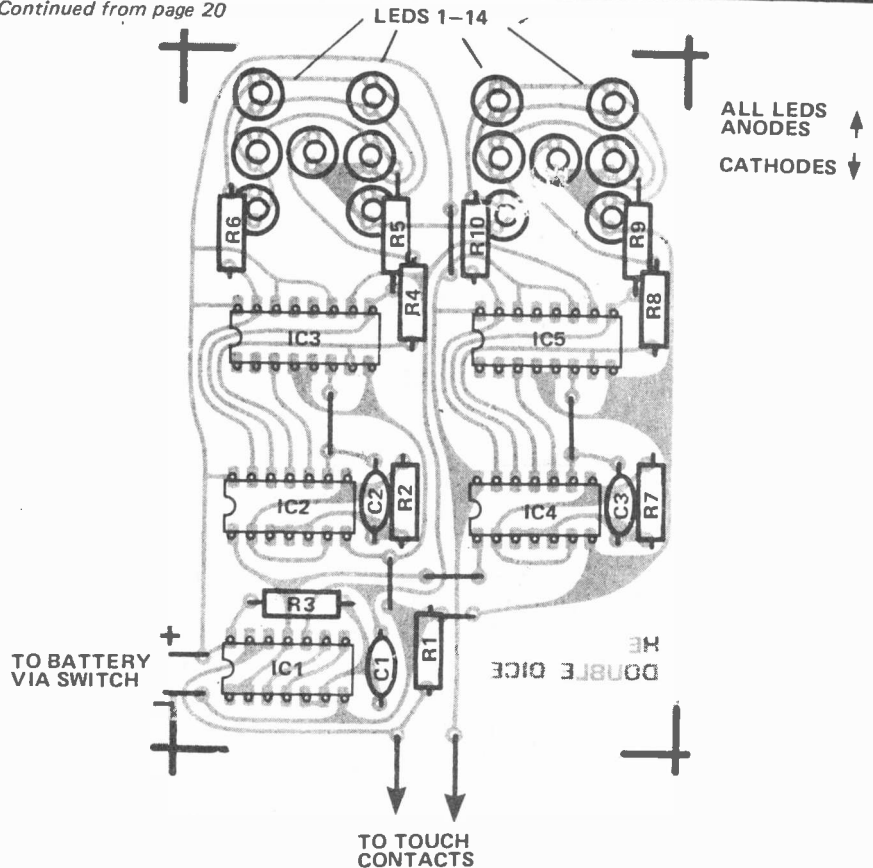 Continued from page 20
LEDS 1–14
ALL LEDS
ANODES
CATHODES
R6
R5
R10
R9
R4
R8
IC3
IC5
IC2
C2
R2
IC4
C3
R7
R3
+
TO BATTERY
VIA SWITCH
–
IC1
C1
R1
HE
DOUBLE DICE
TO TOUCH
CONTACTS